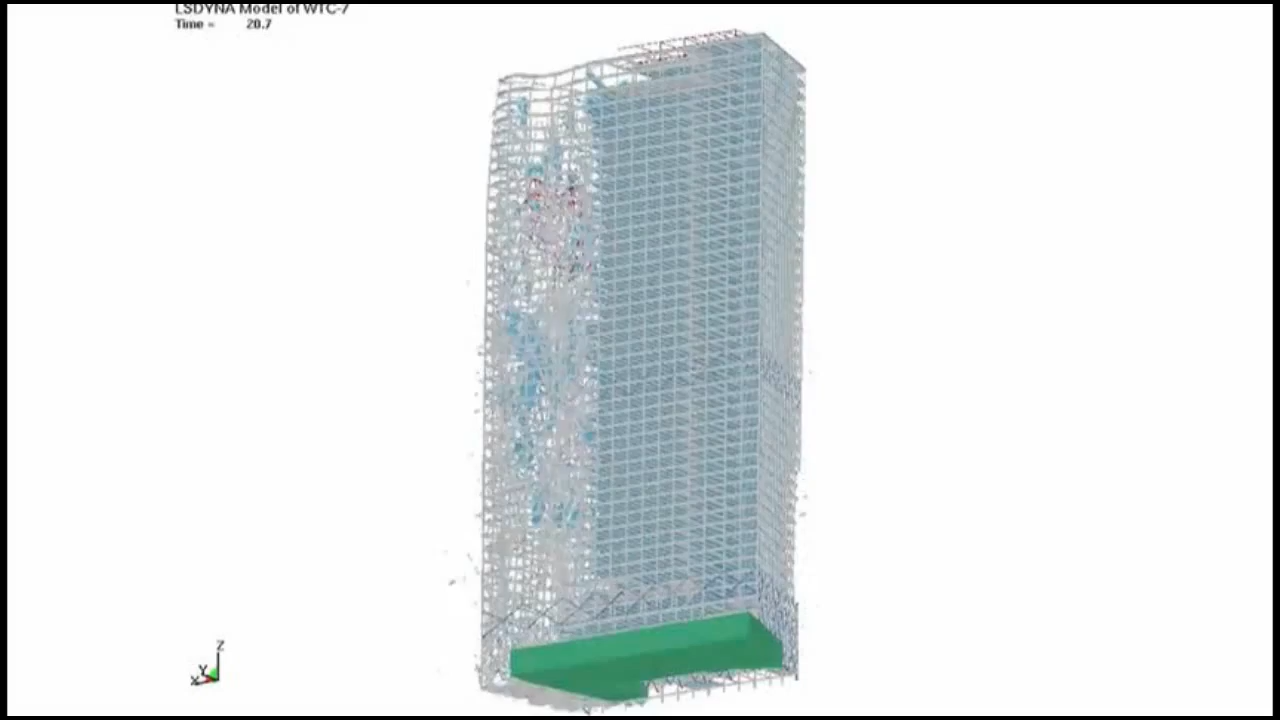 LSDYNA Model of WTC-7
Time = 20.7
Z
Y
X